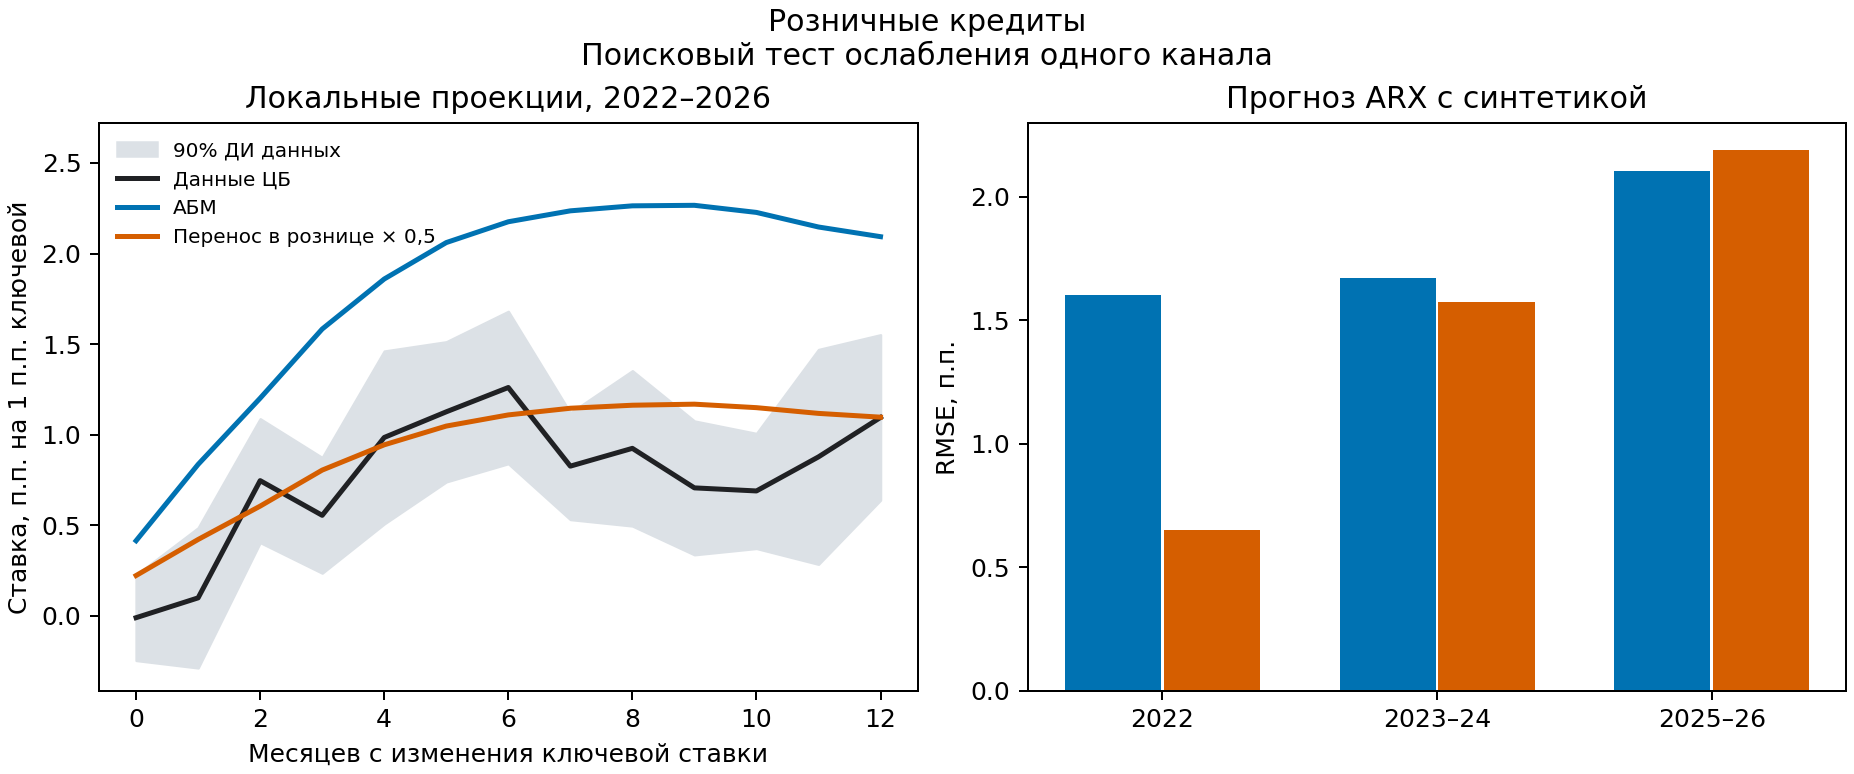 Розничные кредиты
Поисковый тест ослабления одного канала
Локальные проекции, 2022–2026
90% ДИ данных
Данные ЦБ
АБМ
Перенос в рознице × 0,5
Ставка, п.п. на 1 п.п. ключевой
2.5
2.0
1.5
1.0
0.5
0.0
0 2 4 6 8 10 12
Месяцев с изменения ключевой ставки
Прогноз ARX с синтетикой
RMSE, п.п.
2.0
1.5
1.0
0.5
0.0
2022 2023–24 2025–26